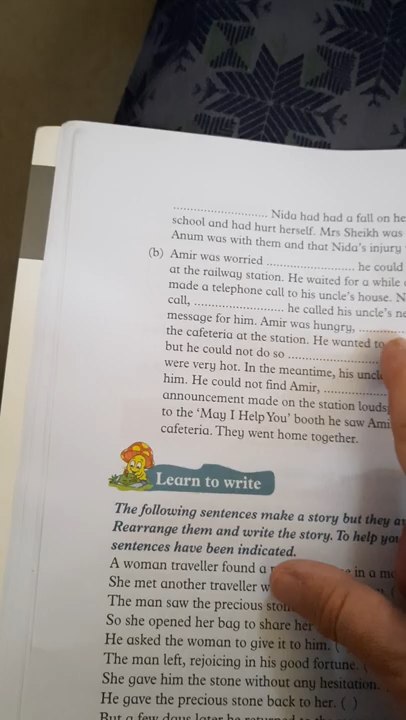 ........................ Nida had had a fall on
school and had hurt herself. Mrs Sheikh was
Anum was with them and that Nida's injury
(b) Amir was worried ........................ he could
at the railway station. He waited for a while
made a telephone call to his uncle's house.
call, ........................ he called his uncle's
message for him. Amir was hungry, ............
the cafeteria at the station. He wanted to
but he could not do so ........................
were very hot. In the meantime, his
him. He could not find Amir, ..................
announcement made on the station
to the 'May I Help You' booth he saw
cafeteria. They went home together.
Learn to write
The following sentences make a story but they
Rearrange them and write the story. To help
sentences have been indicated.
A woman traveller found a in a
She met another traveller
The man saw the precious
So she opened her bag to share her
He asked the woman to give it to him. (
The man left, rejoicing in his good fortune.
She gave him the stone without any hesitation.
He gave the precious stone back to her. ( )
But a few days later he returned